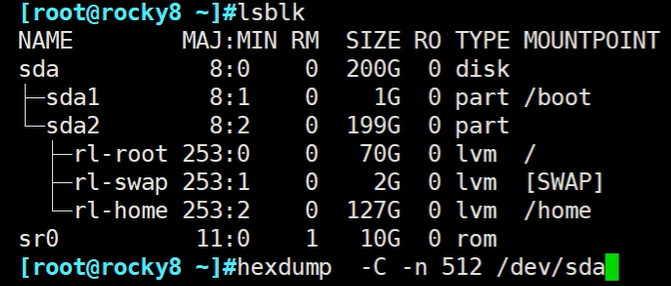 [root@rocky8 ~]#lsblk
NAME        MAJ:MIN RM  SIZE RO TYPE MOUNTPOINT
sda           8:0    0  200G  0 disk
├─sda1        8:1    0    1G  0 part /boot
└─sda2        8:2    0  199G  0 part
  ├─rl-root 253:0    0   70G  0 lvm  /
  ├─rl-swap 253:1    0    2G  0 lvm  [SWAP]
  └─rl-home 253:2    0  127G  0 lvm  /home
sr0          11:0    1   10G  0 rom
[root@rocky8 ~]#hexdump  -C -n 512 /dev/sda